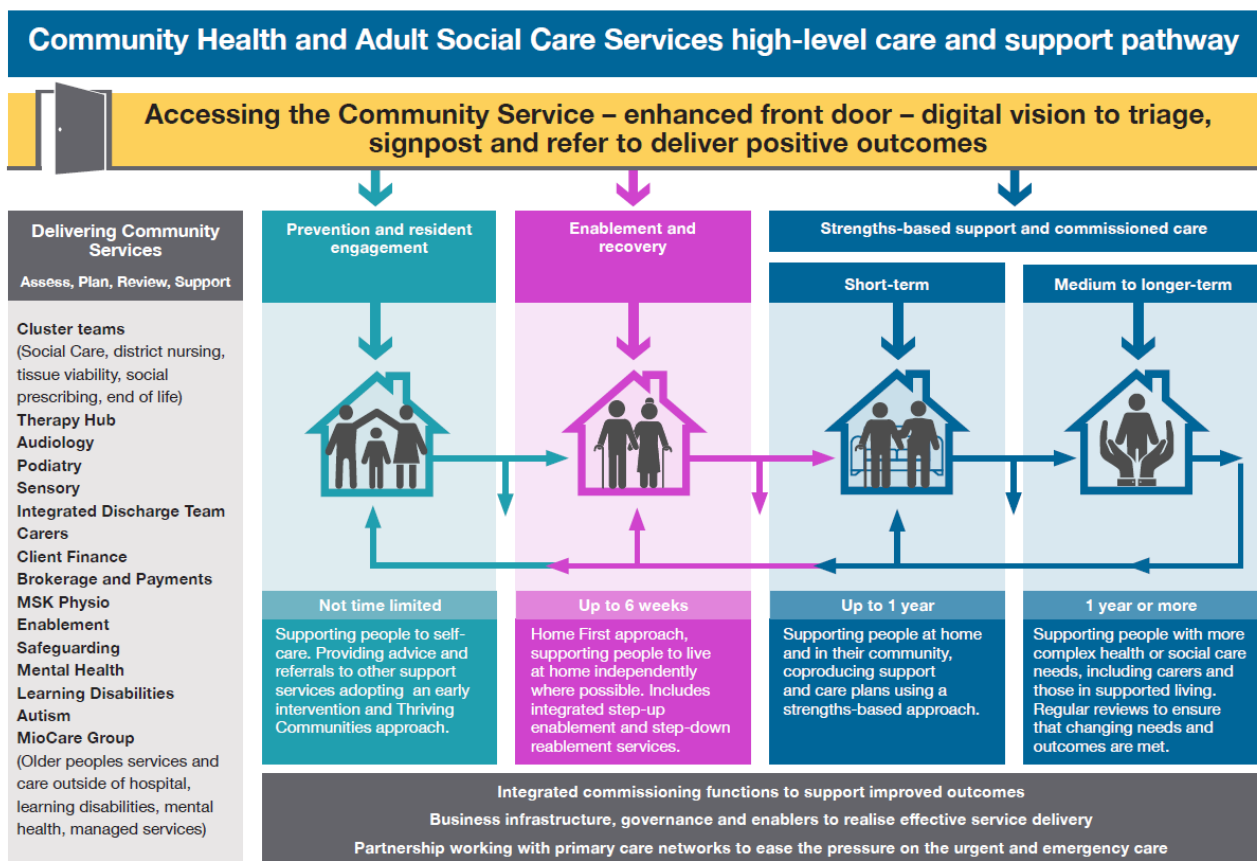 Community Health and Adult Social Care Services high-level care and support pathway
Accessing the Community Service – enhanced front door – digital vision to triage,
signpost and refer to deliver positive outcomes
Delivering Community
Services
Assess, Plan, Review, Support
Cluster teams
(Social Care, district nursing,
tissue viability, social
prescribing, end of life)
Therapy Hub
Audiology
Podiatry
Sensory
Integrated Discharge Team
Carers
Client Finance
Brokerage and Payments
MSK Physio
Enablement
Safeguarding
Mental Health
Learning Disabilities
Autism
MioCare Group
(Older peoples services and
care outside of hospital,
learning disabilities, mental
health, managed services)
Prevention and resident
engagement
Not time limited
Supporting people to self-
care. Providing advice and
referrals to other support
services adopting an early
intervention and Thriving
Communities approach.
Enablement and
recovery
Up to 6 weeks
Home First approach,
supporting people to live
at home independently
where possible. Includes
integrated step-up
enablement and step-down
reablement services.
Strengths-based support and commissioned care
Short-term
Up to 1 year
Supporting people at home
and in their community,
coproducing support
and care plans using a
strengths-based approach.
Medium to longer-term
1 year or more
Supporting people with more
complex health or social care
needs, including carers and
those in supported living.
Regular reviews to ensure
that changing needs and
outcomes are met.
Integrated commissioning functions to support improved outcomes
Business infrastructure, governance and enablers to realise effective service delivery
Partnership working with primary care networks to ease the pressure on the urgent and emergency care